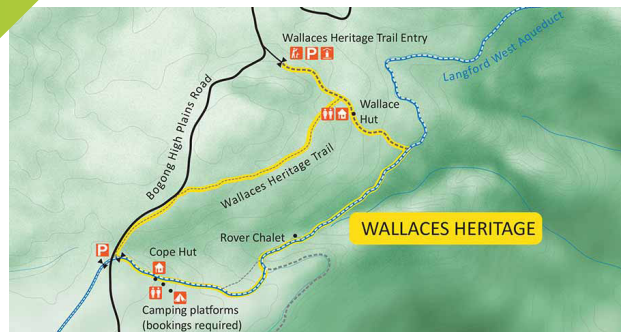 Wallaces Heritage Trail Entry
P
Langford West Aqueduct
Wallace
Hut
Bogong High Plains Road
Wallaces Heritage Trail
WALLACES HERITAGE
Rover Chalet
P
Cope Hut
Camping platforms
(bookings required)